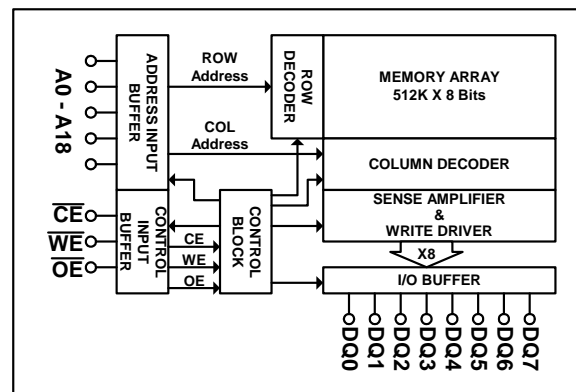 A0 - A18
ADDRESS INPUT
BUFFER
ROW
Address
ROW
DECODER
MEMORY ARRAY
512K X 8 Bits
COL
Address
COLUMN DECODER
SENSE AMPLIFIER
&
WRITE DRIVER
CE
WE
OE
CONTROL
INPUT
BUFFER
CE
WE
OE
CONTROL
BLOCK
X8
I/O BUFFER
DQ0
DQ1
DQ2
DQ3
DQ4
DQ5
DQ6
DQ7